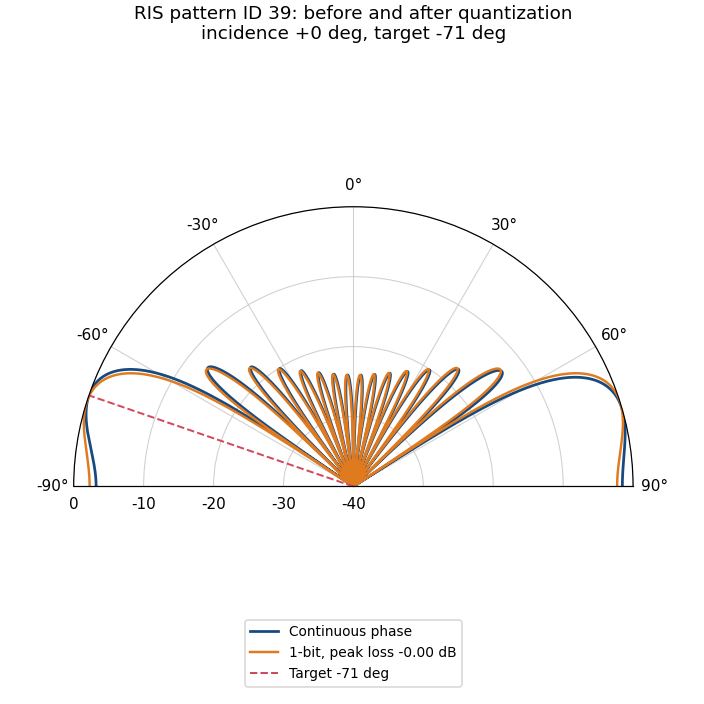 RIS pattern ID 39: before and after quantization
incidence +0 deg, target -71 deg
0°
-30°
30°
-60°
60°
-90°
90°
0
-10
-20
-30
-40
Continuous phase
1-bit, peak loss -0.00 dB
Target -71 deg